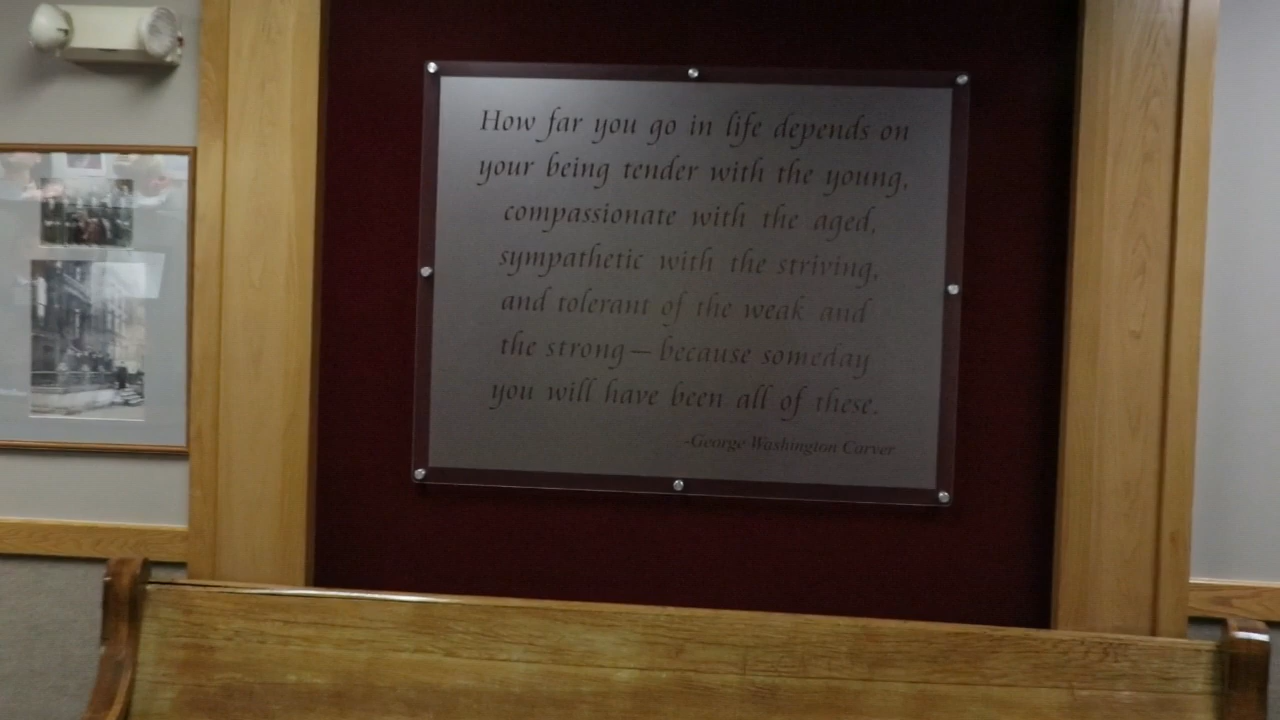 How far you go in life depends on
your being tender with the young,
compassionate with the aged,
sympathetic with the striving,
and tolerant of the weak and
the strong — because someday
you will have been all of these.
-George Washington Carver